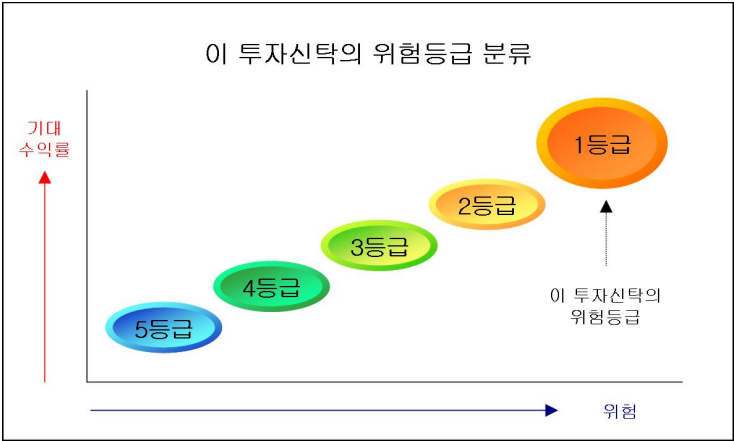 이 투자신탁의 위험등급 분류
기대
수익률
1등급
2등급
3등급
4등급
5등급
이 투자신탁의
위험등급
위험